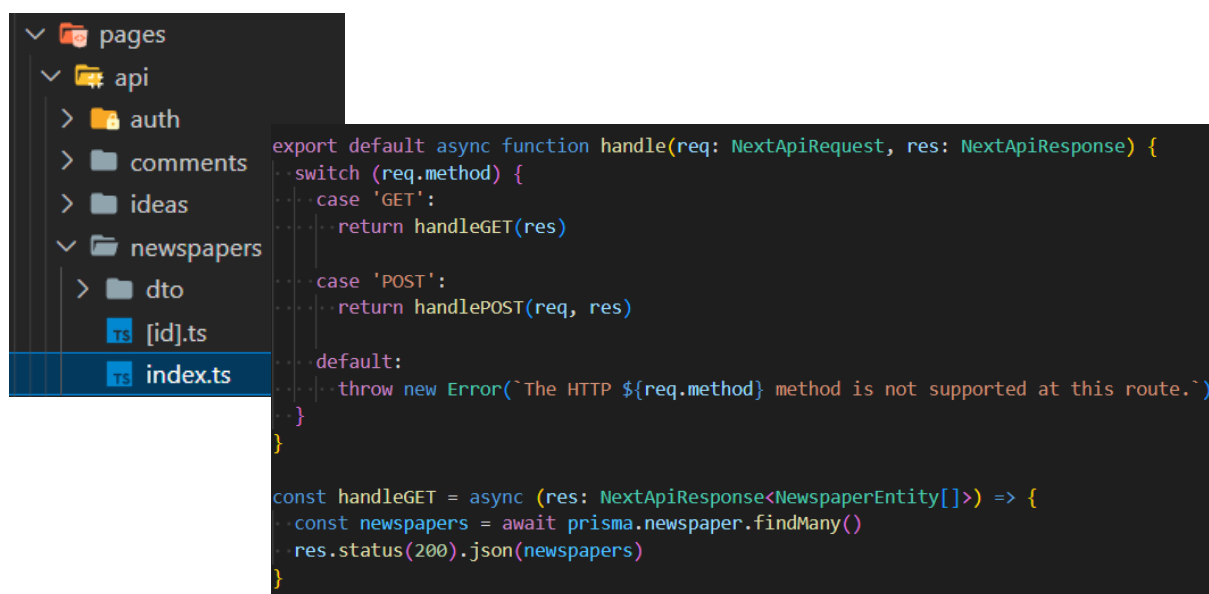 pages
api
auth
comments
ideas
newspapers
dto
TS [id].ts
TS index.ts
export default async function handle(req: NextApiRequest, res: NextApiResponse) {
  switch (req.method) {
    case 'GET':
      return handleGET(res)
    case 'POST':
      return handlePOST(req, res)
    default:
      throw new Error(`The HTTP ${req.method} method is not supported at this route.`)
  }
}
const handleGET = async (res: NextApiResponse<NewspaperEntity[]>) => {
  const newspapers = await prisma.newspaper.findMany()
  res.status(200).json(newspapers)
}